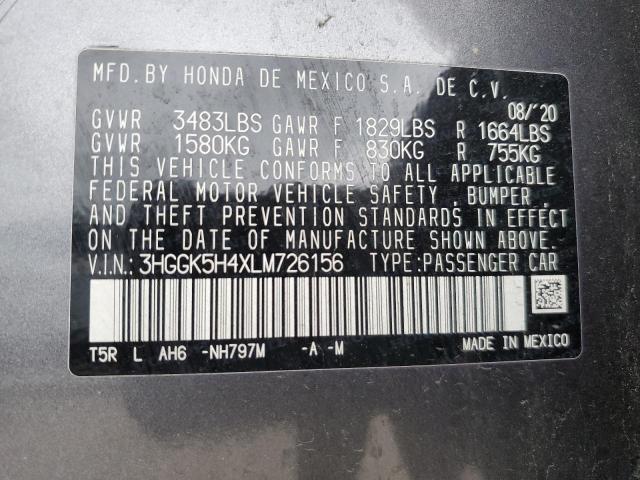 MFD. BY HONDA DE MEXICO S.A. DE C.V.
08/'20
GVWR 3483LBS GAWR F 1829LBS R 1664LBS
GVWR 1580KG GAWR F 830KG R 755KG
THIS VEHICLE CONFORMS TO ALL APPLICABLE
FEDERAL MOTOR VEHICLE SAFETY, BUMPER,
AND THEFT PREVENTION STANDARDS IN EFFECT
ON THE DATE OF MANUFACTURE SHOWN ABOVE.
V.I.N.: 3HGGK5H4XLM726156 TYPE:PASSENGER CAR
T5R L AH6 -NH797M -A -M MADE IN MEXICO